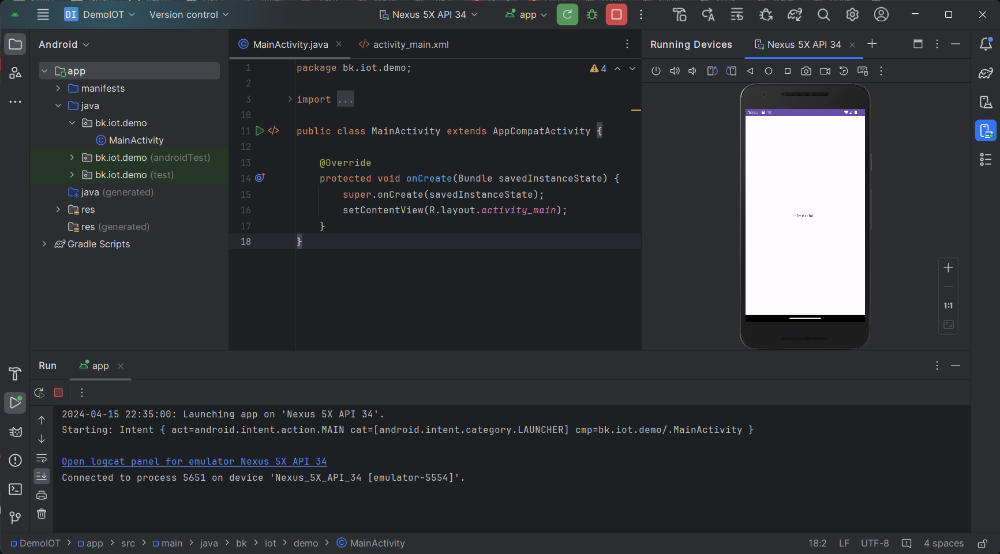 DI DemoIOT Version control Nexus 5X API 34 app
Android
app
manifests
java
bk.iot.demo
MainActivity
bk.iot.demo (androidTest)
bk.iot.demo (test)
java (generated)
res
res (generated)
Gradle Scripts
MainActivity.java activity_main.xml
1 package bk.iot.demo; 4
2
3 import ...
10
11 public class MainActivity extends AppCompatActivity {
12
13 @Override
14 protected void onCreate(Bundle savedInstanceState) {
15 super.onCreate(savedInstanceState);
16 setContentView(R.layout.activity_main);
17 }
18 }
Running Devices Nexus 5X API 34
10:35
Demo Iot
1:1
Run app
2024-04-15 22:35:00: Launching app on 'Nexus 5X API 34'.
Starting: Intent { act=android.intent.action.MAIN cat=[android.intent.category.LAUNCHER] cmp=bk.iot.demo/.MainActivity }
Open logcat panel for emulator Nexus 5X API 34
Connected to process 5651 on device 'Nexus_5X_API_34 [emulator-5554]'.
DemoIOT > app > src > main > java > bk > iot > demo > MainActivity 18:2 LF UTF-8 4 spaces